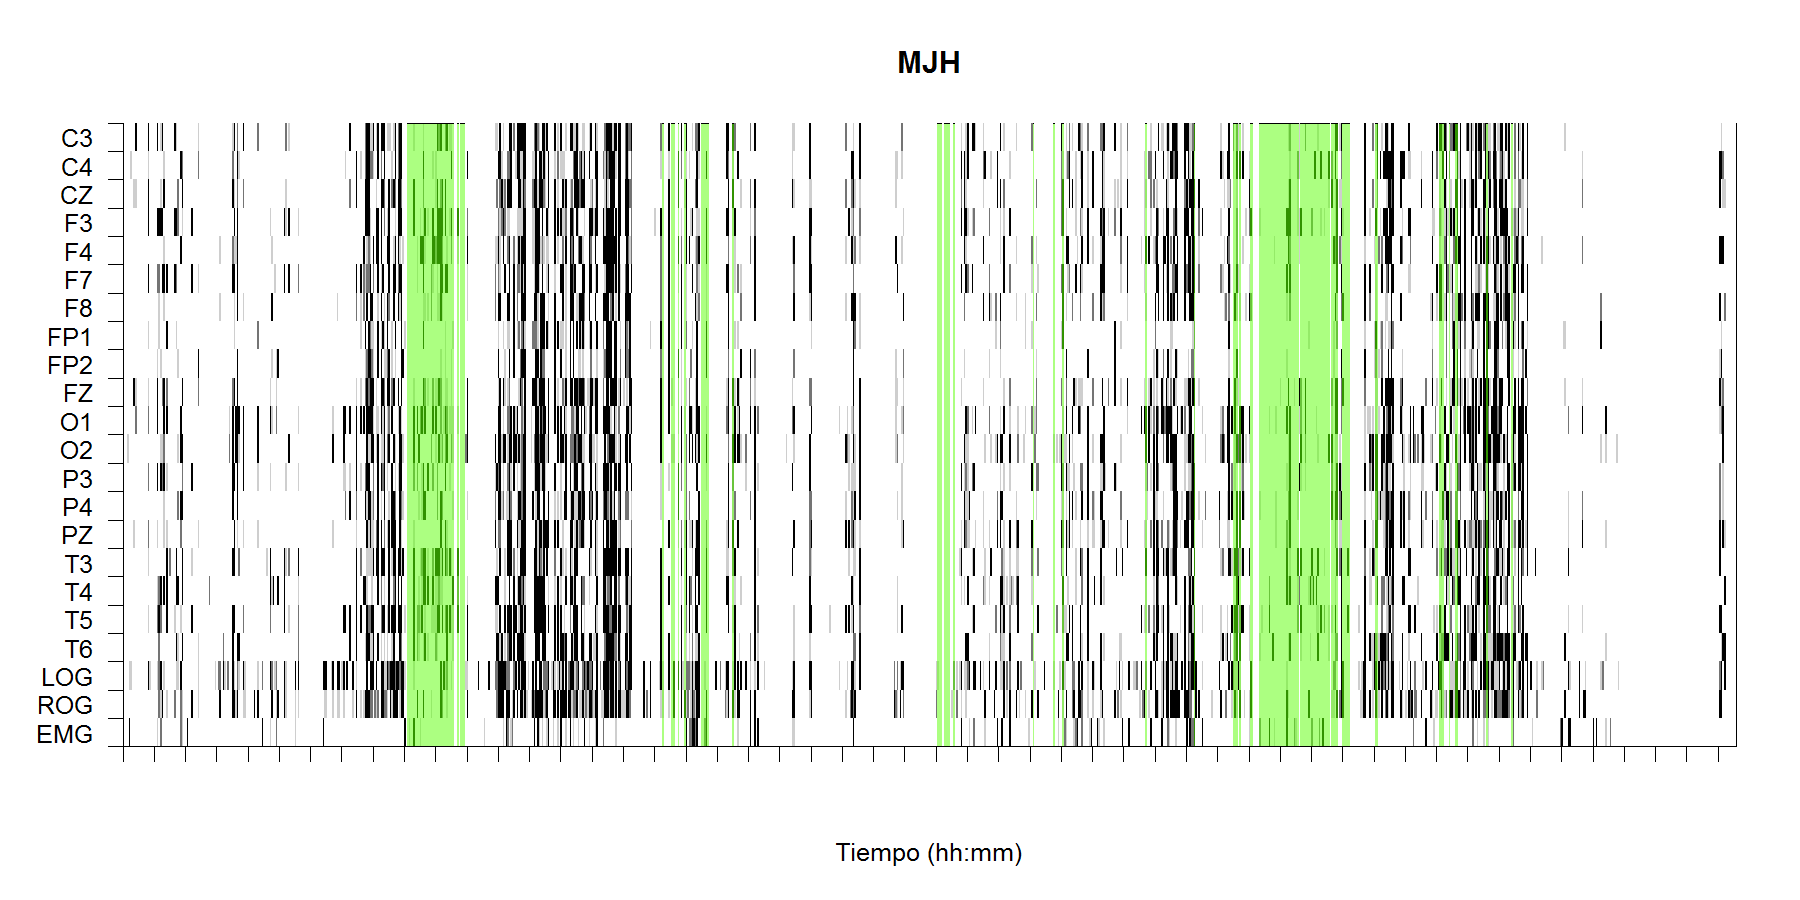 MJH
C3
C4
CZ
F3
F4
F7
F8
FP1
FP2
FZ
O1
O2
P3
P4
PZ
T3
T4
T5
T6
LOG
ROG
EMG
Tiempo (hh:mm)